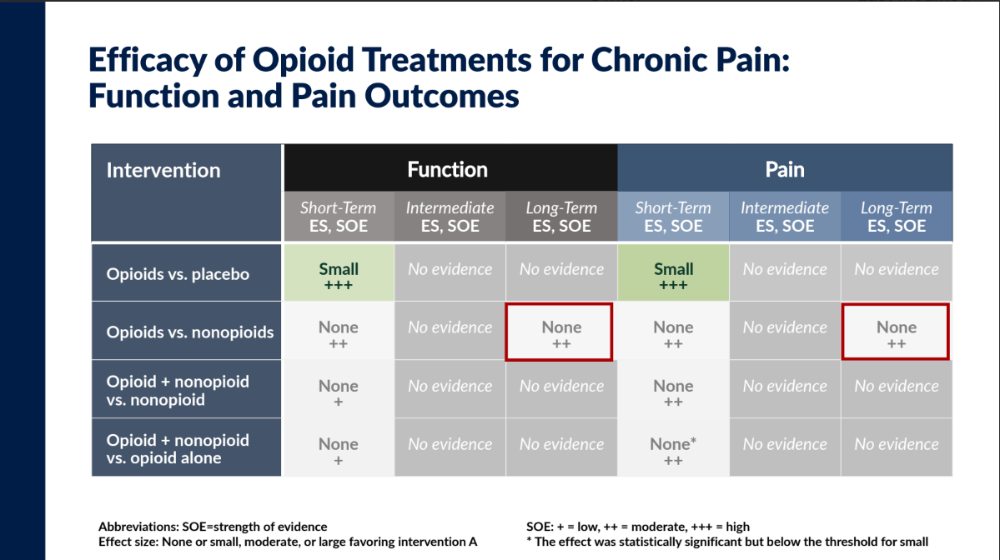 Efficacy of Opioid Treatments for Chronic Pain:
Function and Pain Outcomes
Intervention
Function
Pain
Short-Term
ES, SOE
Intermediate
ES, SOE
Long-Term
ES, SOE
Short-Term
ES, SOE
Intermediate
ES, SOE
Long-Term
ES, SOE
Opioids vs. placebo
Small
+++
No evidence
No evidence
Small
+++
No evidence
No evidence
Opioids vs. nonopioids
None
++
No evidence
None
++
None
++
No evidence
None
++
Opioid + nonopioid
vs. nonopioid
None
+
No evidence
No evidence
None
++
No evidence
No evidence
Opioid + nonopioid
vs. opioid alone
None
+
No evidence
No evidence
None*
++
No evidence
No evidence
Abbreviations: SOE=strength of evidence
Effect size: None or small, moderate, or large favoring intervention A
SOE: + = low, ++ = moderate, +++ = high
* The effect was statistically significant but below the threshold for small